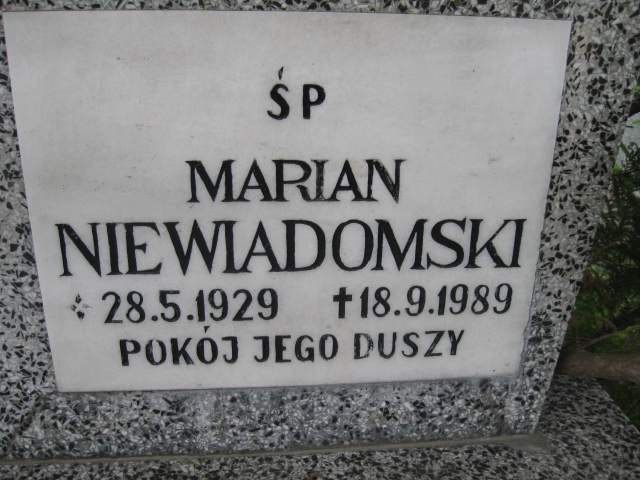 ŚP
MARIAN
NIEWIADOMSKI
28.5.1929 †18.9.1989
POKÓJ JEGO DUSZY